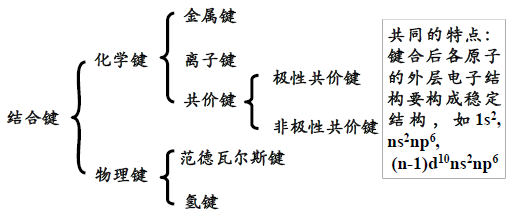 结合键
化学键
金属键
离子键
共价键
极性共价键
非极性共价键
物理键
范德瓦尔斯键
氢键
共同的特点：
键合后各原子
的外层电子结
构要构成稳定
结构，如1s²,
ns²np⁶,
(n-1)d¹⁰ns²np⁶